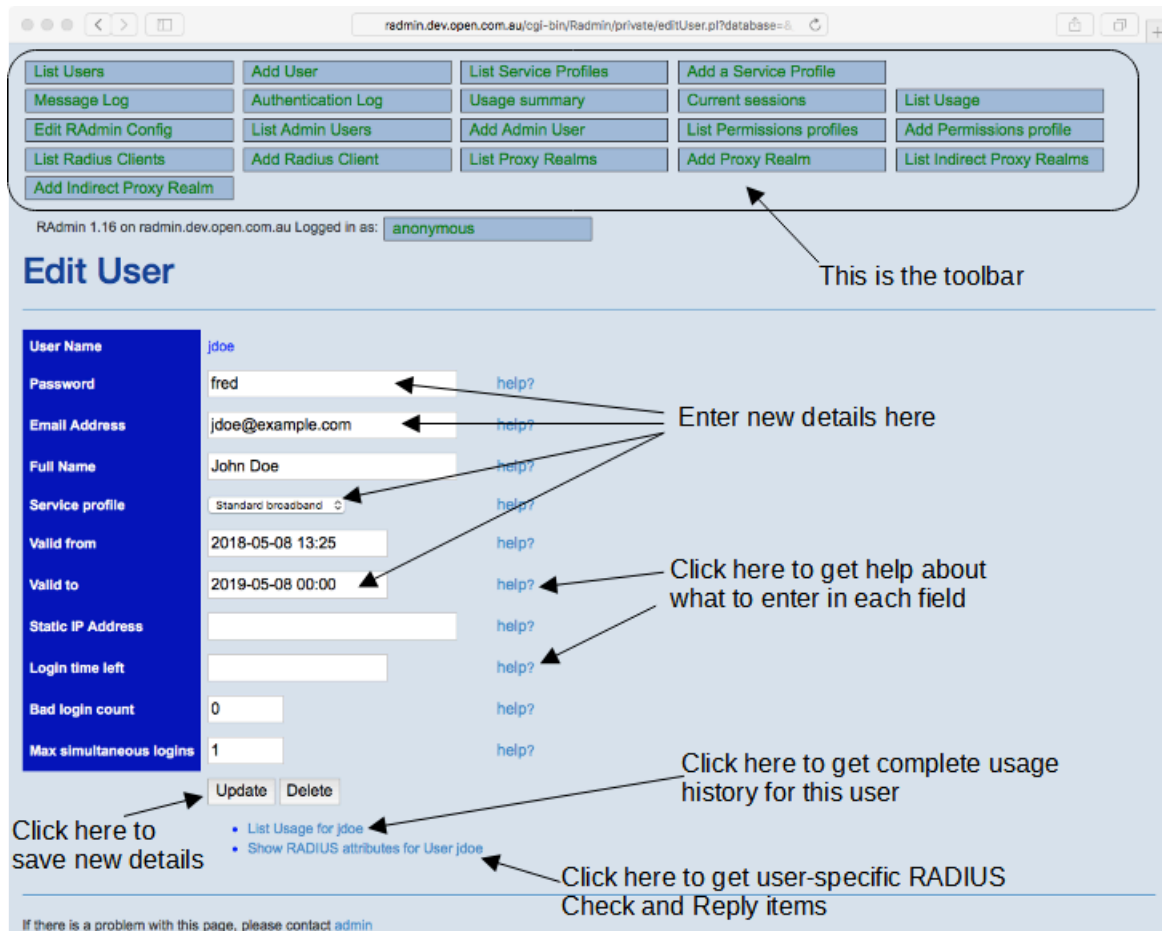 radmin.dev.open.com.au/cgi-bin/Radmin/private/editUser.pl?database=&
List Users Add User List Service Profiles Add a Service Profile
Message Log Authentication Log Usage summary Current sessions List Usage
Edit RAdmin Config List Admin Users Add Admin User List Permissions profiles Add Permissions profile
List Radius Clients Add Radius Client List Proxy Realms Add Proxy Realm List Indirect Proxy Realms
Add Indirect Proxy Realm
RAdmin 1.16 on radmin.dev.open.com.au Logged in as: anonymous
Edit User
This is the toolbar
User Name jdoe
Password fred help?
Enter new details here
Email Address jdoe@example.com help?
Full Name John Doe help?
Service profile Standard broadband help?
Valid from 2018-05-08 13:25 help?
Click here to get help about
what to enter in each field
Valid to 2019-05-08 00:00 help?
Static IP Address help?
Login time left help?
Bad login count 0 help?
Max simultaneous logins 1 help?
Click here to get complete usage
history for this user
Update Delete
Click here to
save new details
• List Usage for jdoe
• Show RADIUS attributes for User jdoe
Click here to get user-specific RADIUS
Check and Reply items
If there is a problem with this page, please contact admin